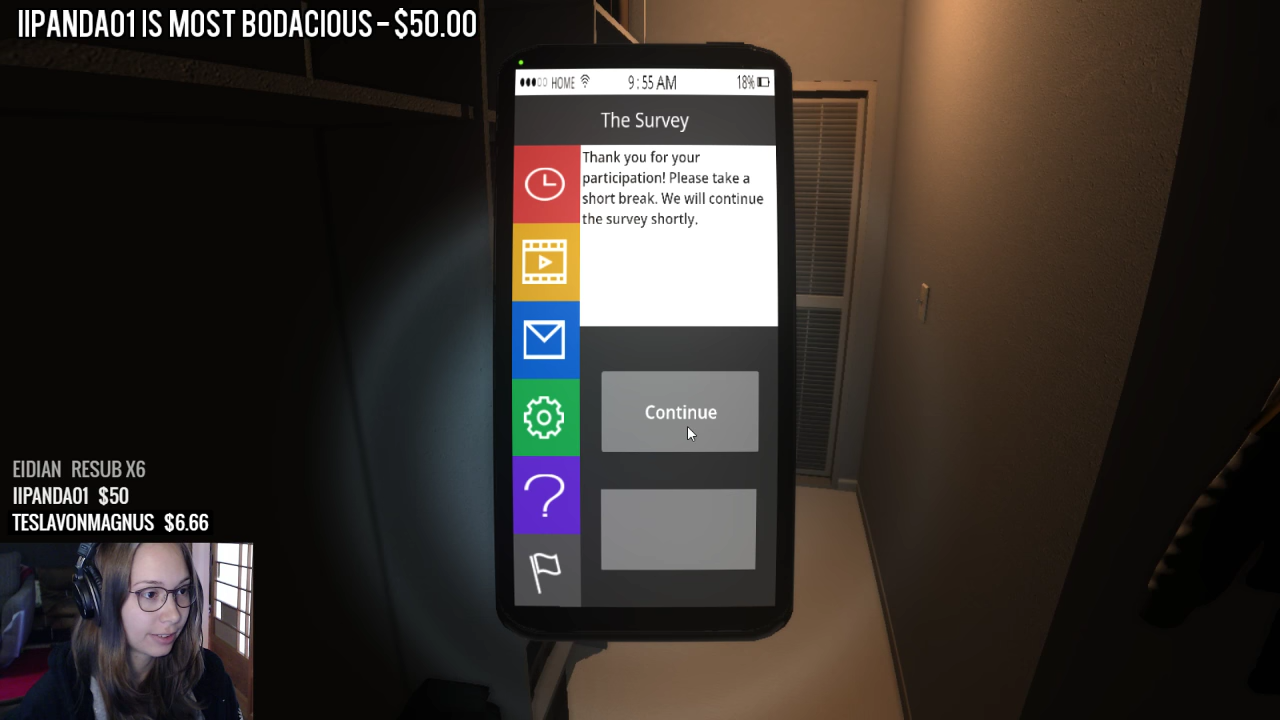 IIPANDA01 IS MOST BODACIOUS - $50.00
HOME 9:55 AM 18%
The Survey
Thank you for your
participation! Please take a
short break. We will continue
the survey shortly.
Continue
EIDIAN RESUB X6
IIPANDA01 $50
TESLAVONMAGNUS $6.66